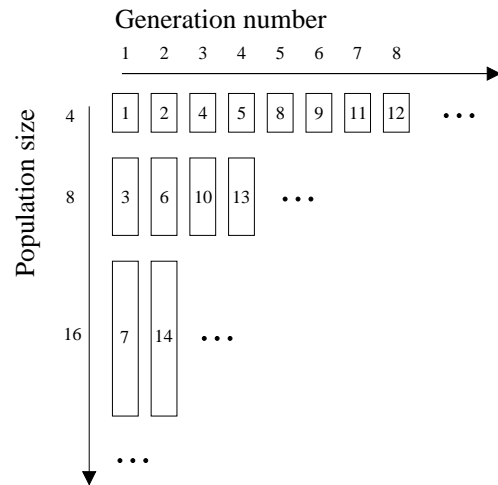 Generation number
1 2 3 4 5 6 7 8
Population size
4 1 2 4 5 8 9 11 12 ...
8 3 6 10 13 ...
16 7 14 ...
...